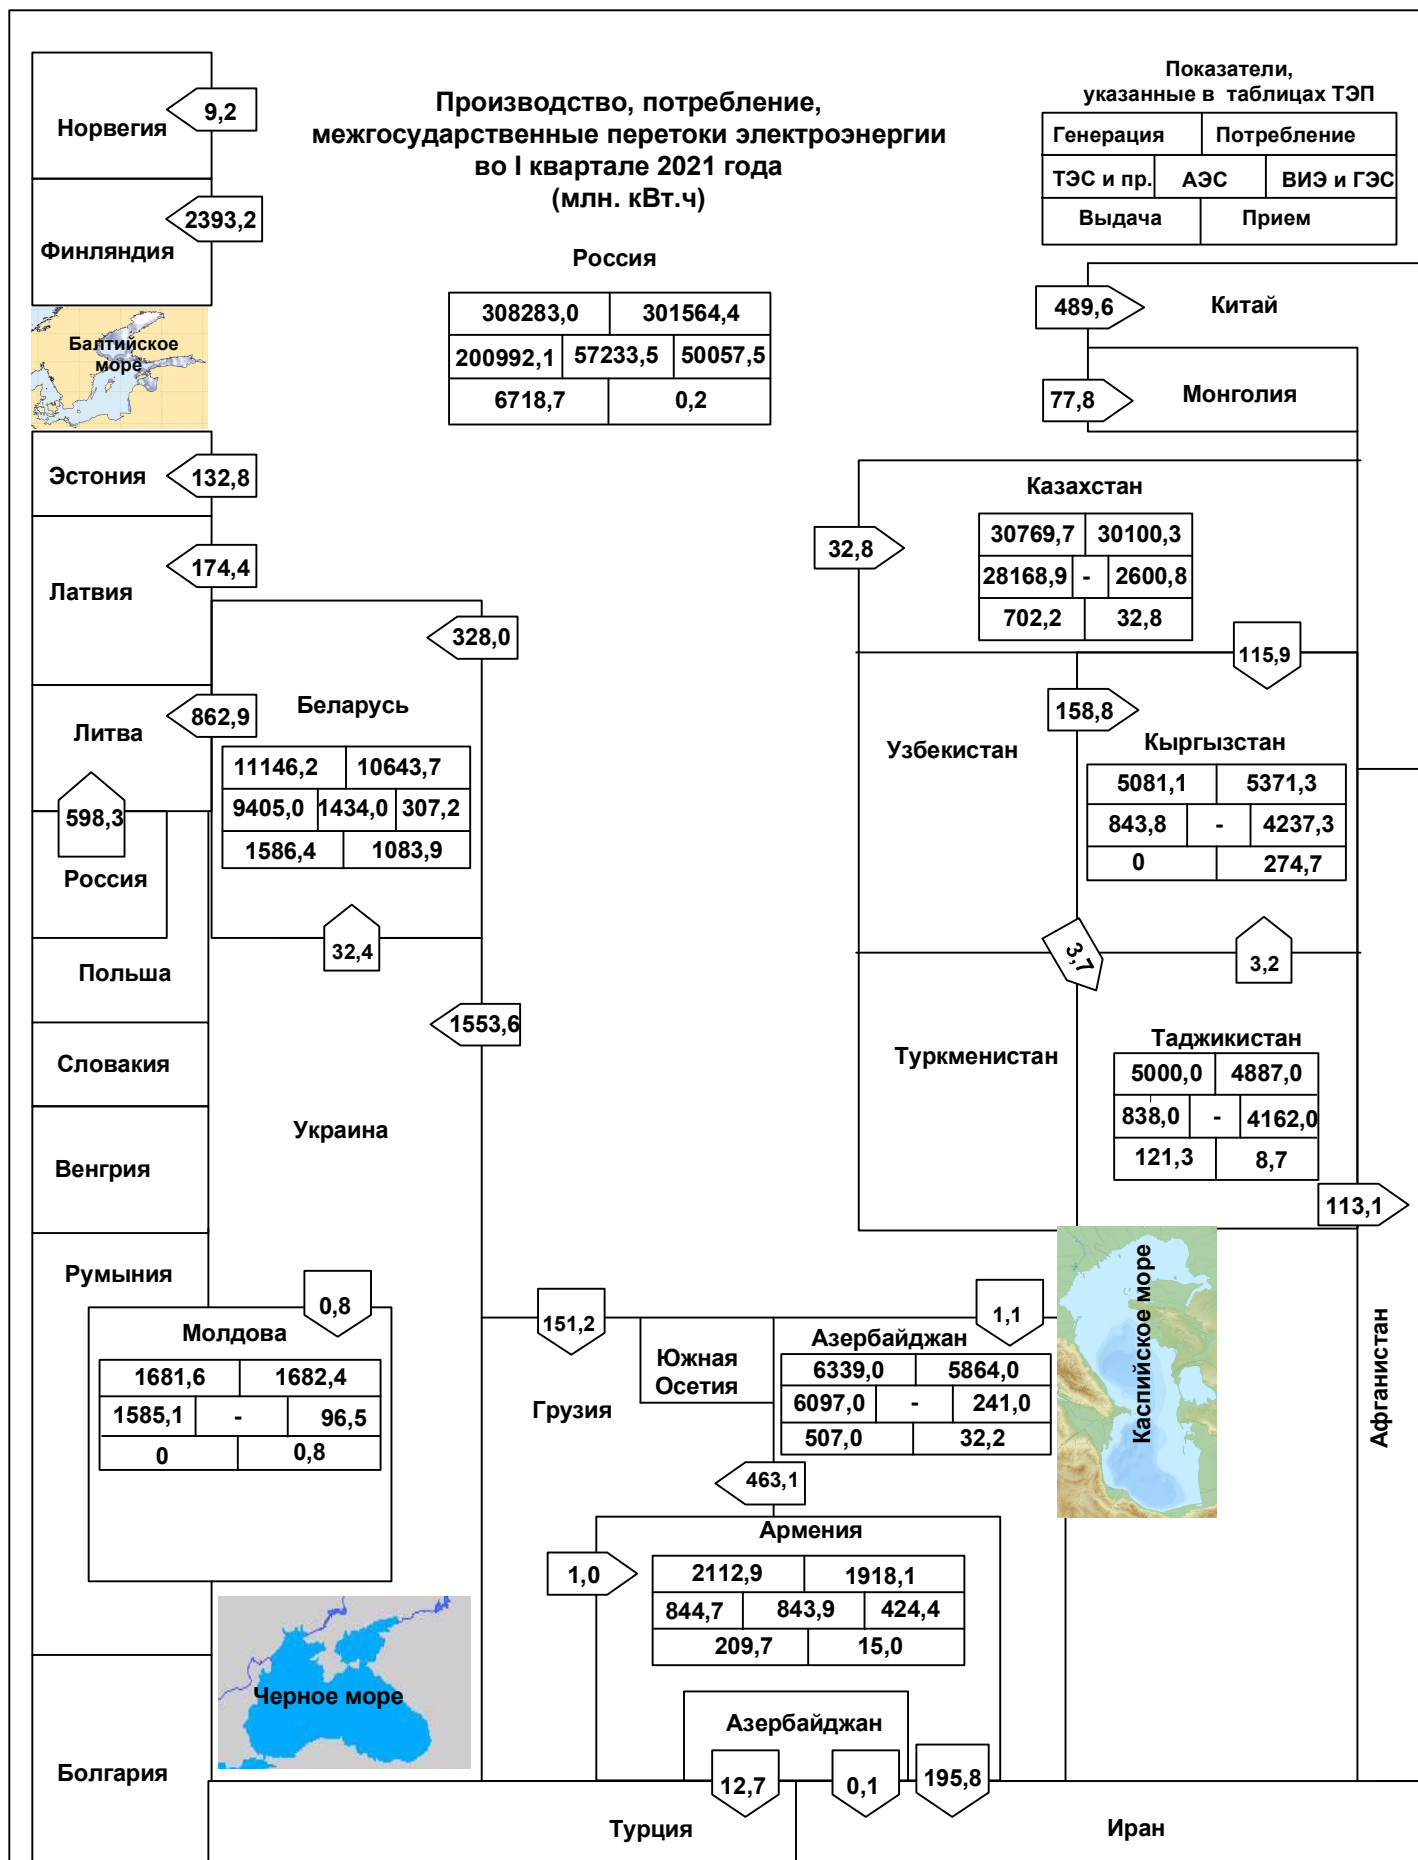 Производство, потребление,
межгосударственные перетоки электроэнергии
во I квартале 2021 года
(млн. кВт.ч)
Показатели,
указанные в таблицах ТЭП
Генерация Потребление
ТЭС и пр. АЭС ВИЭ и ГЭС
Выдача Прием
Норвегия
9,2
Финляндия
2393,2
Балтийское
море
Россия
308283,0 301564,4
200992,1 57233,5 50057,5
6718,7 0,2
489,6
Китай
77,8
Монголия
Эстония
132,8
Латвия
174,4
Литва
862,9
598,3
Россия
328,0
Беларусь
11146,2 10643,7
9405,0 1434,0 307,2
1586,4 1083,9
32,4
Казахстан
32,8
30769,7 30100,3
28168,9 - 2600,8
702,2 32,8
115,9
158,8
Узбекистан
Кыргызстан
5081,1 5371,3
843,8 - 4237,3
0 274,7
3,7
3,2
Польша
Словакия
Венгрия
1553,6
Украина
Туркменистан
Таджикистан
5000,0 4887,0
838,0 - 4162,0
121,3 8,7
113,1
Румыния
0,8
Молдова
1681,6 1682,4
1585,1 - 96,5
0 0,8
151,2
Грузия
Южная
Осетия
1,1
Азербайджан
6339,0 5864,0
6097,0 - 241,0
507,0 32,2
463,1
Каспийское море
Афганистан
Армения
1,0
2112,9 1918,1
844,7 843,9 424,4
209,7 15,0
Черное море
Болгария
Азербайджан
12,7
0,1
195,8
Турция
Иран